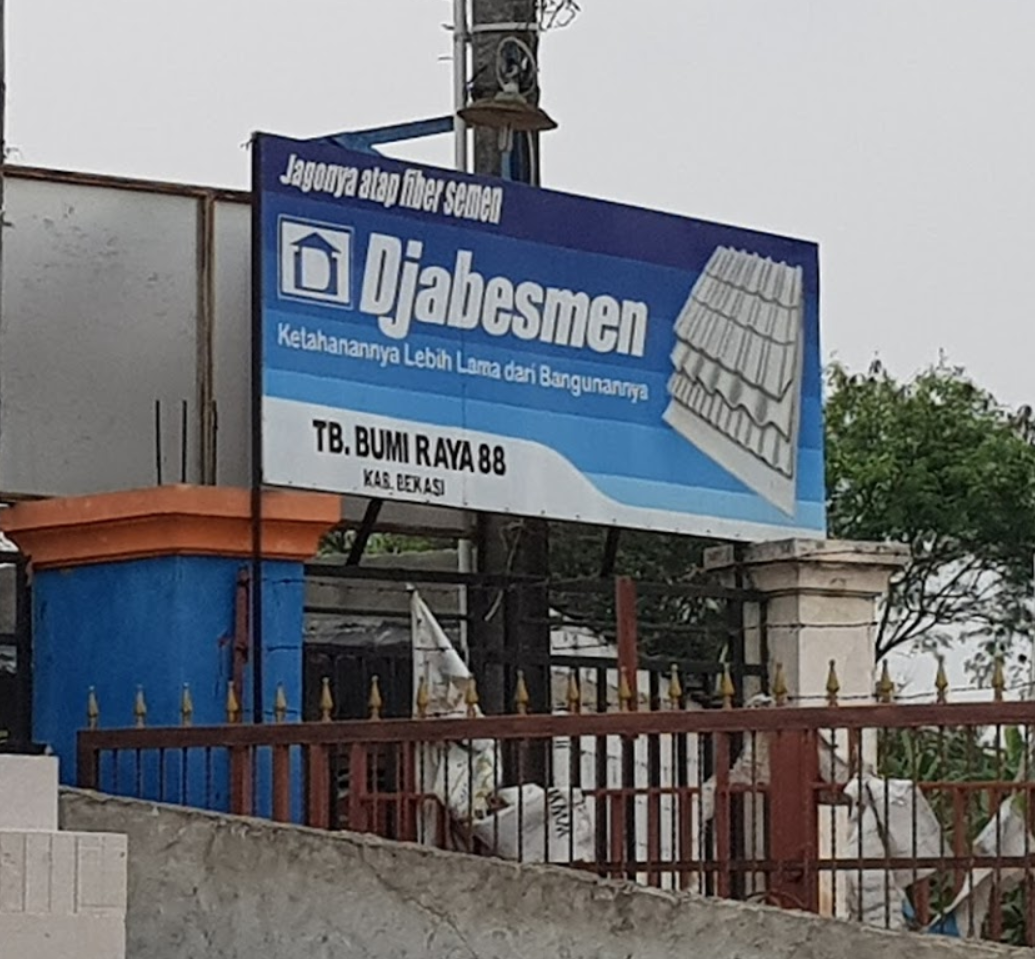 Jagonya atap fiber semen
Djabesmen
Ketahanannya Lebih Lama dari Bangunannya
TB. BUMI RAYA 88
KAB. BEKASI